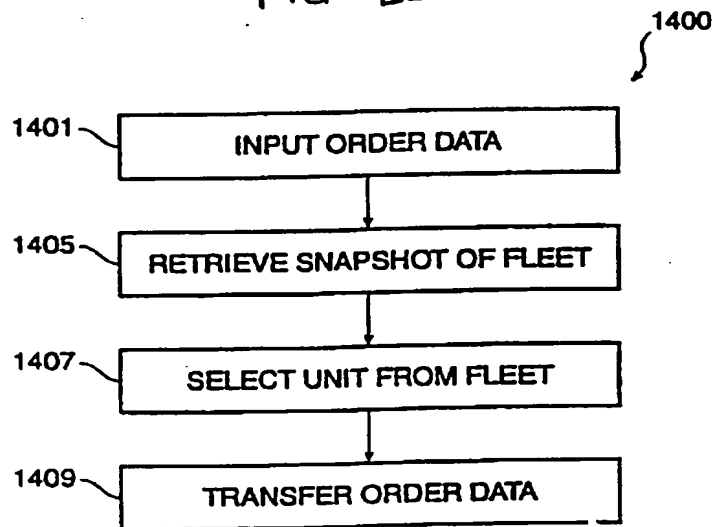 FIG
1400
1401
INPUT ORDER DATA
1405
RETRIEVE SNAPSHOT OF FLEET
1407
SELECT UNIT FROM FLEET
1409
TRANSFER ORDER DATA